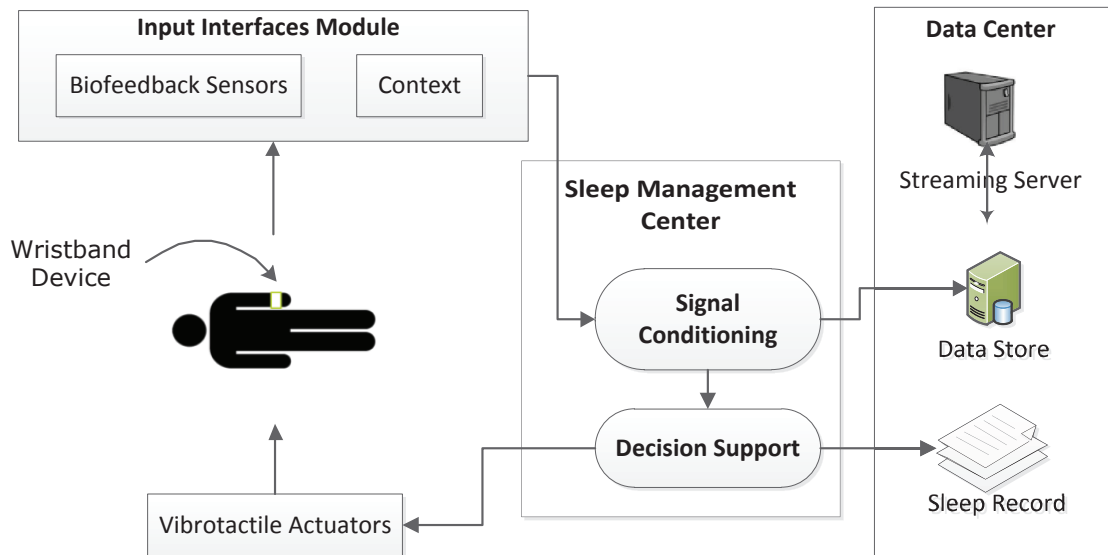 Input Interfaces Module
Biofeedback Sensors
Context
Wristband
Device
Vibrotactile Actuators
Sleep Management
Center
Signal
Conditioning
Decision Support
Data Center
Streaming Server
Data Store
Sleep Record